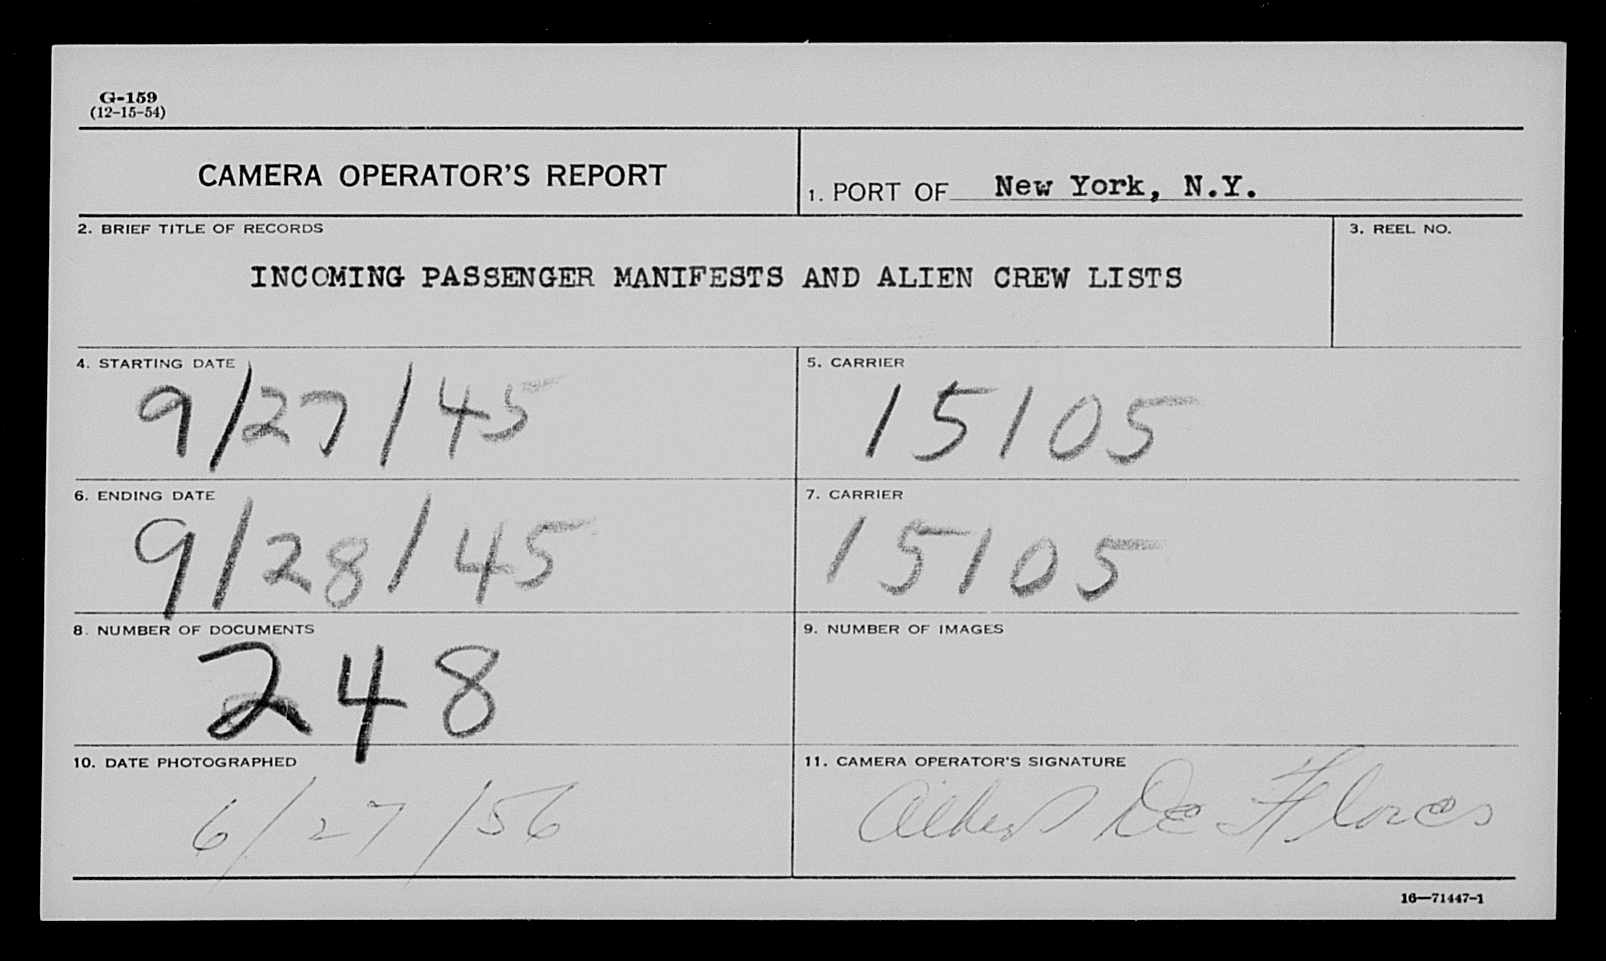 G-159
(12-15-54)
CAMERA OPERATOR'S REPORT
1. PORT OF New York, N.Y.
2. BRIEF TITLE OF RECORDS
INCOMING PASSENGER MANIFESTS AND ALIEN CREW LISTS
3. REEL NO.
4. STARTING DATE
9/27/45
5. CARRIER
15105
6. ENDING DATE
9/28/45
7. CARRIER
15105
8. NUMBER OF DOCUMENTS
248
9. NUMBER OF IMAGES
10. DATE PHOTOGRAPHED
6/27/56
11. CAMERA OPERATOR'S SIGNATURE
Albert De Flores
16—71447-1